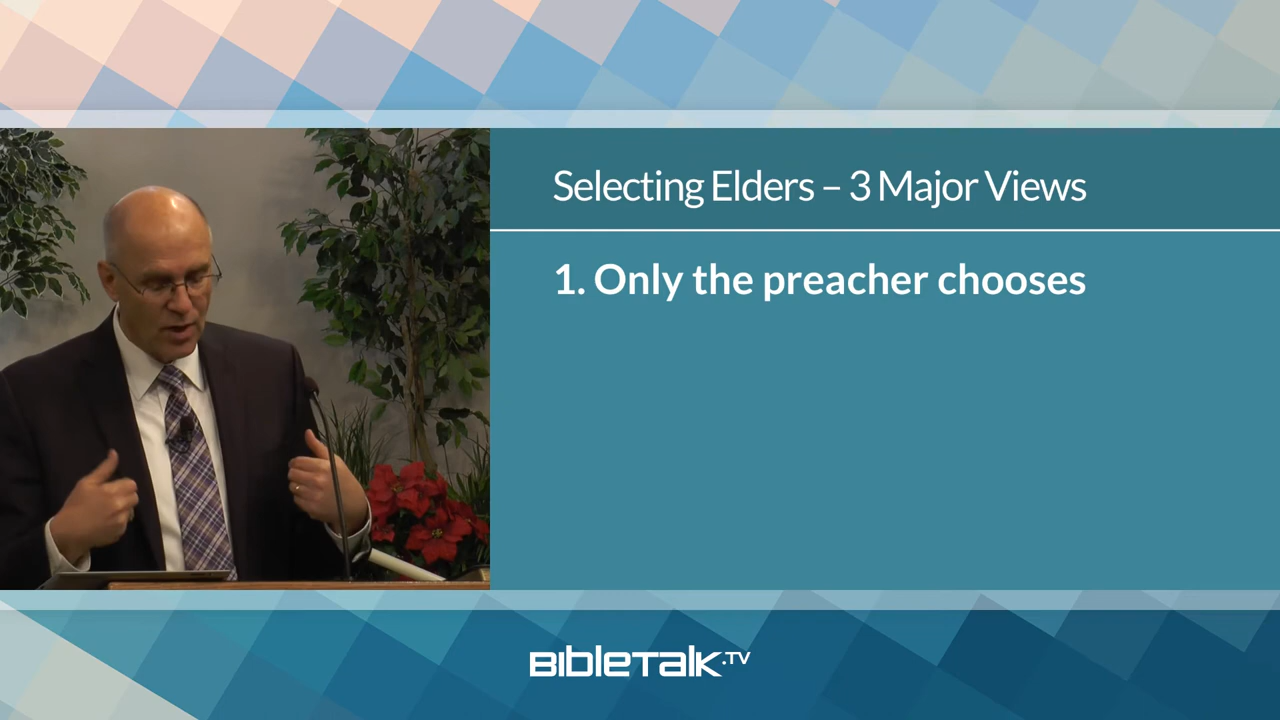 Selecting Elders – 3 Major Views
1. Only the preacher chooses
BIBLETALK.TV